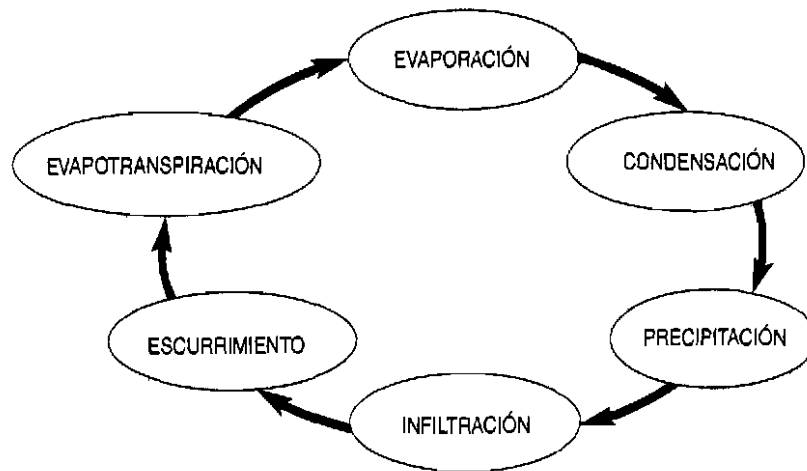 EVAPORACIÓN
CONDENSACIÓN
PRECIPITACIÓN
INFILTRACIÓN
ESCURRIMIENTO
EVAPOTRANSPIRACIÓN